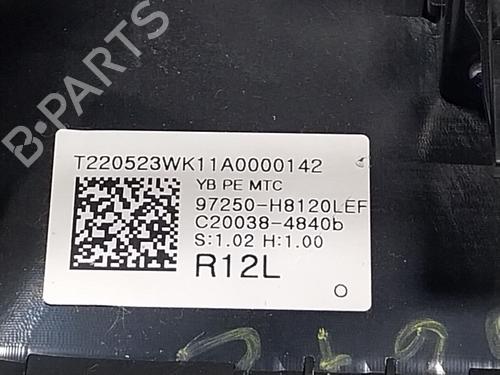 B-PARTS
T220523WK11A0000142
YB PE MTC
97250-H8120LEF
C20038-4840b
S:1.02 H:1.00
R12L